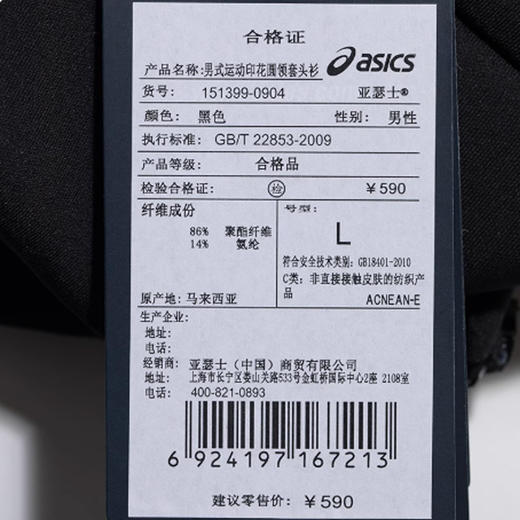 合格证
产品名称:男式运动印花圆领套头衫 asics
货号: 151399-0904 亚瑟士®
颜色: 黑色 性别: 男性
执行标准: GB/T 22853-2009
产品等级: 合格品
检验合格证: 检 ￥590
纤维成份 号型:
86% 聚酯纤维 L
14% 氨纶
符合安全技术类别: GB18401-2010
C类: 非直接接触皮肤的纺织产品
原产地: 马来西亚 ACNEAN-E
生产企业:
地址:
电话:
经销商: 亚瑟士（中国）商贸有限公司
地址: 上海市长宁区娄山关路533号金虹桥国际中心2座 2108室
电话: 400-821-0893
6 924197 167213
建议零售价: ￥590